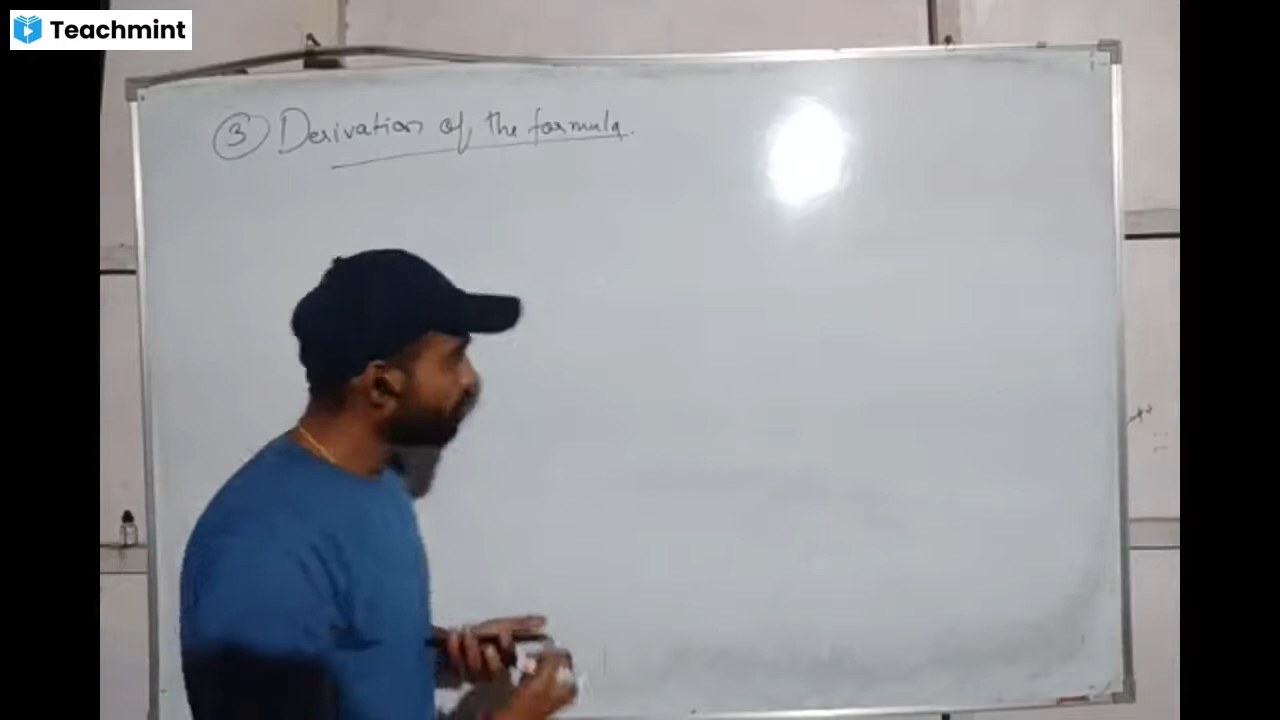 Teachmint
③ Derivation of the formula.